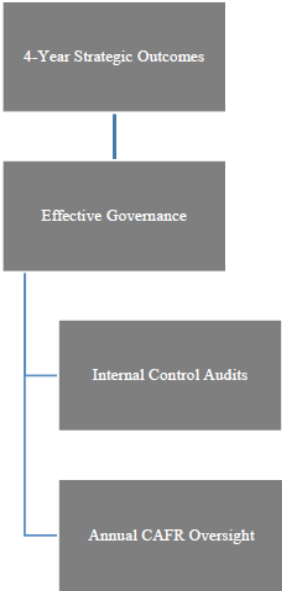 4-Year Strategic Outcomes
Effective Governance
Internal Control Audits
Annual CAFR Oversight